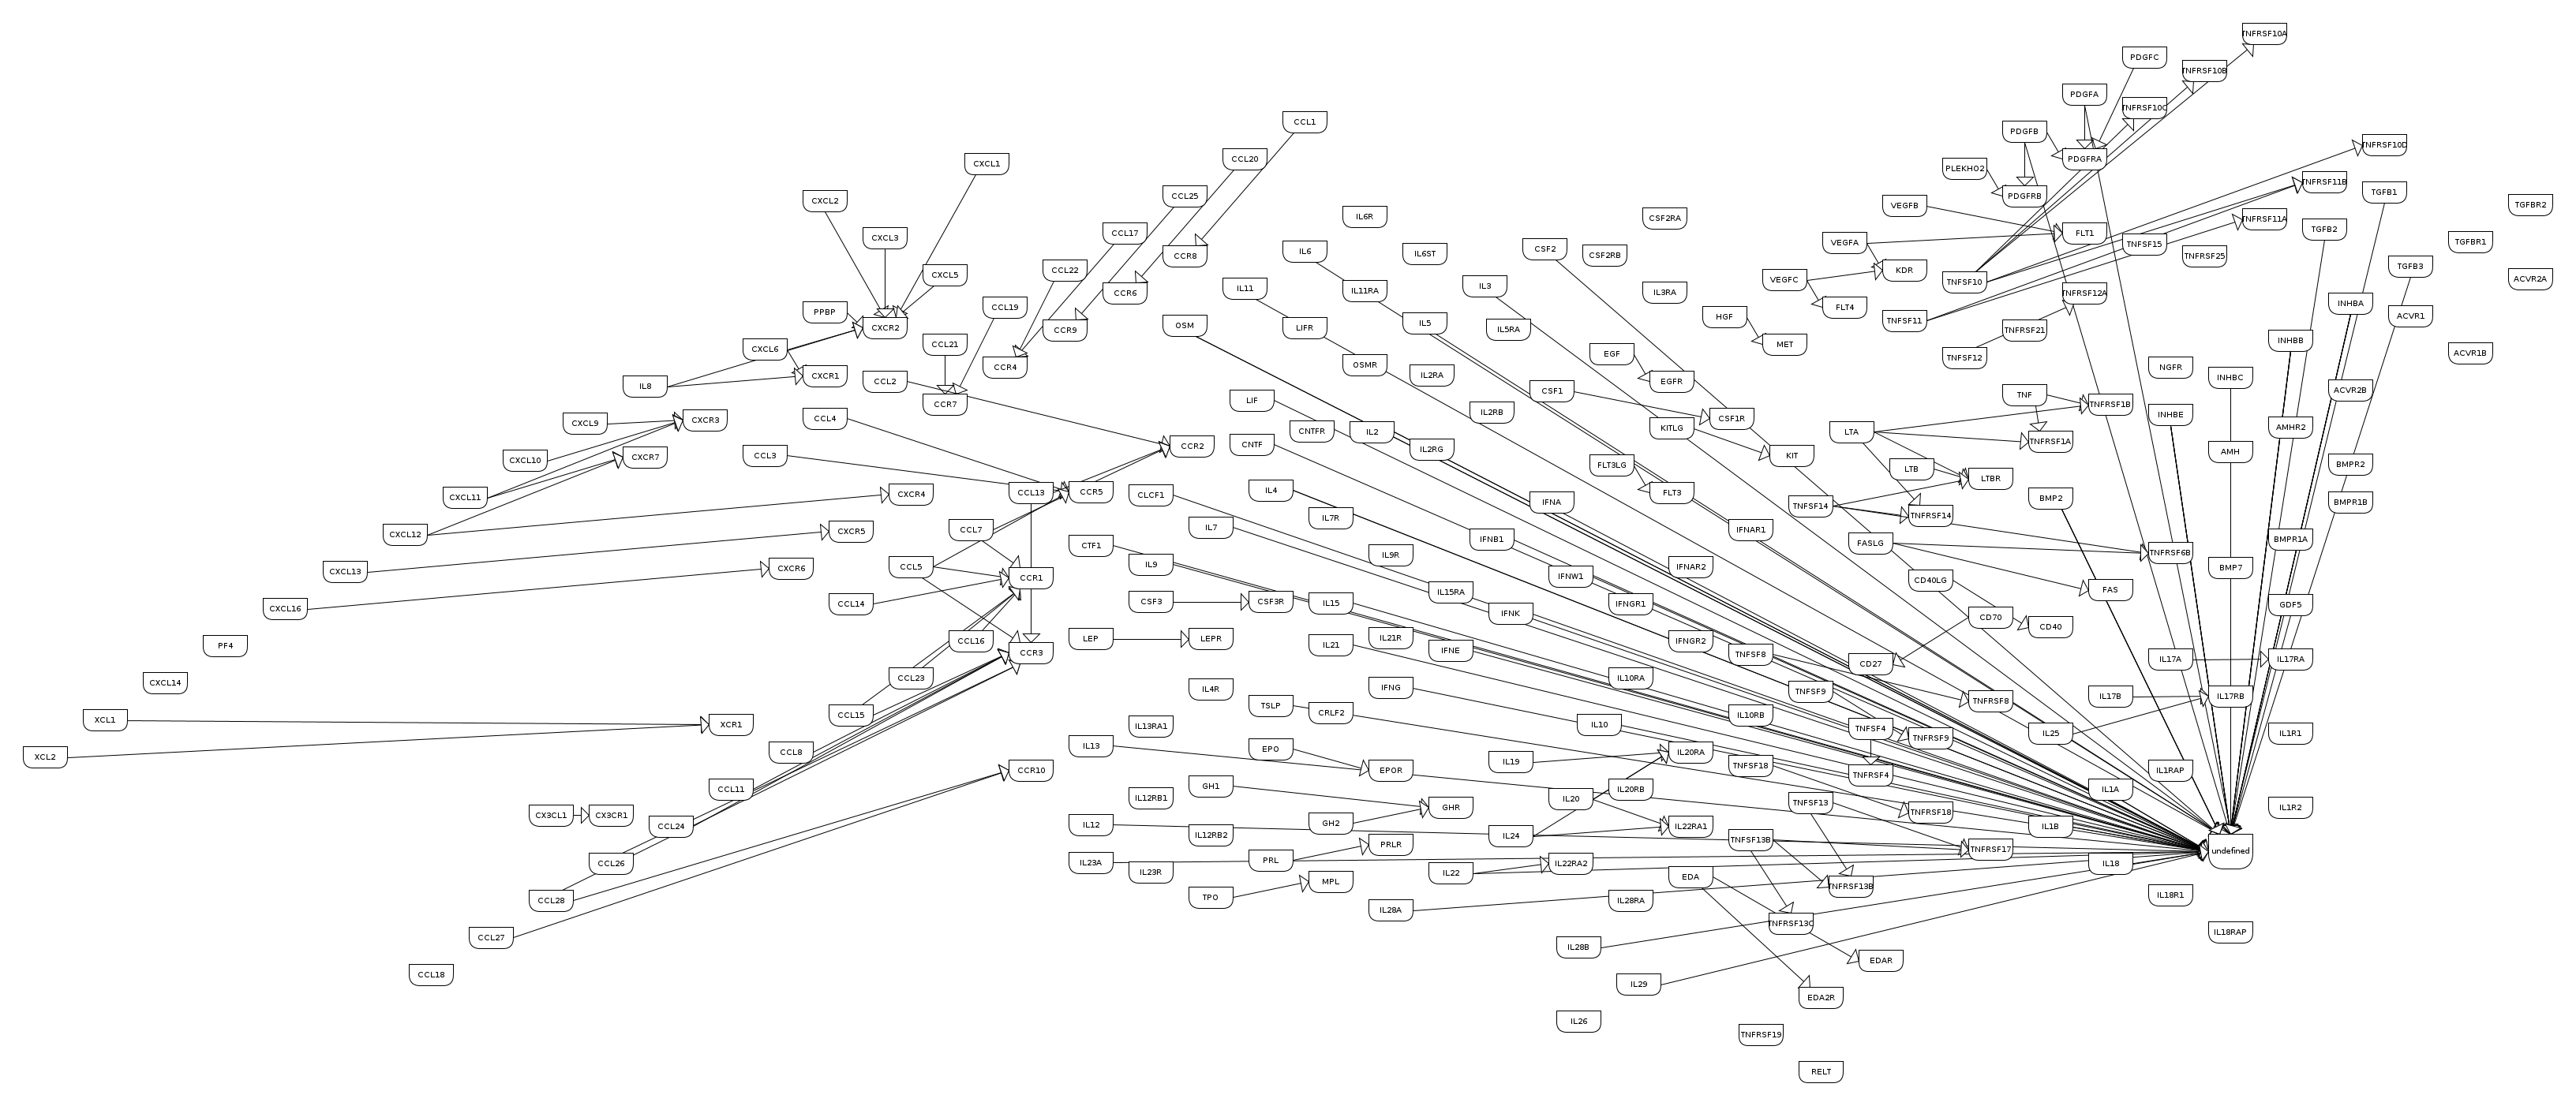 TNFRSF10A
PDGFC
TNFRSF10B
PDGFA
TNFRSF10C
CCL1
PDGFB
TNFRSF10D
CXCL1
CCL20
PDGFRA
PLEKHO2
TNFRSF11B
CXCL2
CCL25
PDGFRB
TGFB1
VEGFB
TGFBR2
IL6R
CSF2RA
TNFRSF11A
CXCL3
CCL17
FLT1
TGFB2
VEGFA
TNFSF15
TGFBR1
CCR8
IL6
IL6ST
CSF2
CSF2RB
TNFRSF25
CXCL5
CCL22
KDR
TGFB3
VEGFC
TNFSF10
ACVR2A
CCR6
IL11
IL11RA
IL3
IL3RA
TNFRSF12A
INHBA
CCL19
FLT4
PPBP
HGF
ACVR1
TNFSF11
CXCR2
CCR9
OSM
LIFR
IL5
IL5RA
TNFRSF21
INHBB
CCL21
MET
CXCL6
EGF
TNFSF12
ACVR1B
CCR4
OSMR
NGFR
CXCR1
IL8
CCL2
IL2RA
EGFR
INHBC
CSF1
ACVR2B
TNF
CCR7
LIF
TNFRSF1B
IL2RB
INHBE
CXCL9
CXCR3
CCL4
CSF1R
KITLG
AMHR2
CNTFR
IL2
LTA
TNFRSF1A
CCR2
CNTF
IL2RG
AMH
CXCL10
CXCR7
CCL3
KIT
FLT3LG
BMPR2
LTB
LTBR
CXCL11
CXCR4
CCL13
CCR5
CLCF1
IL4
FLT3
BMP2
BMPR1B
IFNA
TNFSF14
TNFRSF14
IL7R
CXCL12
CXCR5
CCL7
IL7
IFNAR1
IFNB1
FASLG
BMPR1A
CTF1
IL9R
TNFRSF6B
CXCL13
CXCR6
CCL5
IL9
IFNAR2
BMP7
CCR1
IFNW1
CD40LG
FAS
IL15RA
CXCL16
CCL14
CSF3
CSF3R
IL15
IFNGR1
GDF5
IFNK
CD70
CD40
PF4
CCL16
LEP
LEPR
IL21
IL21R
IFNGR2
CCR3
IFNE
TNFSF8
CD27
IL17A
IL17RA
CXCL14
CCL23
IL4R
IFNG
IL10RA
TNFSF9
TNFRSF8
IL17B
IL17RB
CCL15
TSLP
CRLF2
IL10RB
XCL1
XCR1
IL13RA1
IL10
TNFSF4
TNFRSF9
IL25
IL1R1
XCL2
CCL8
IL13
EPO
IL19
IL20RA
CCR10
EPOR
TNFSF18
TNFRSF4
IL1RAP
CCL11
GH1
IL20RB
IL1A
IL12RB1
IL20
TNFSF13
GHR
IL1R2
CX3CL1
CX3CR1
TNFRSF18
CCL24
IL12
GH2
IL22RA1
IL1B
IL12RB2
IL24
TNFSF13B
PRLR
TNFRSF17
undefined
CCL26
IL23A
PRL
IL22RA2
IL18
IL23R
IL22
EDA
MPL
TNFRSF13B
CCL28
TPO
IL28RA
IL18R1
IL28A
TNFRSF13C
CCL27
IL18RAP
IL28B
EDAR
CCL18
IL29
EDA2R
IL26
TNFRSF19
RELT